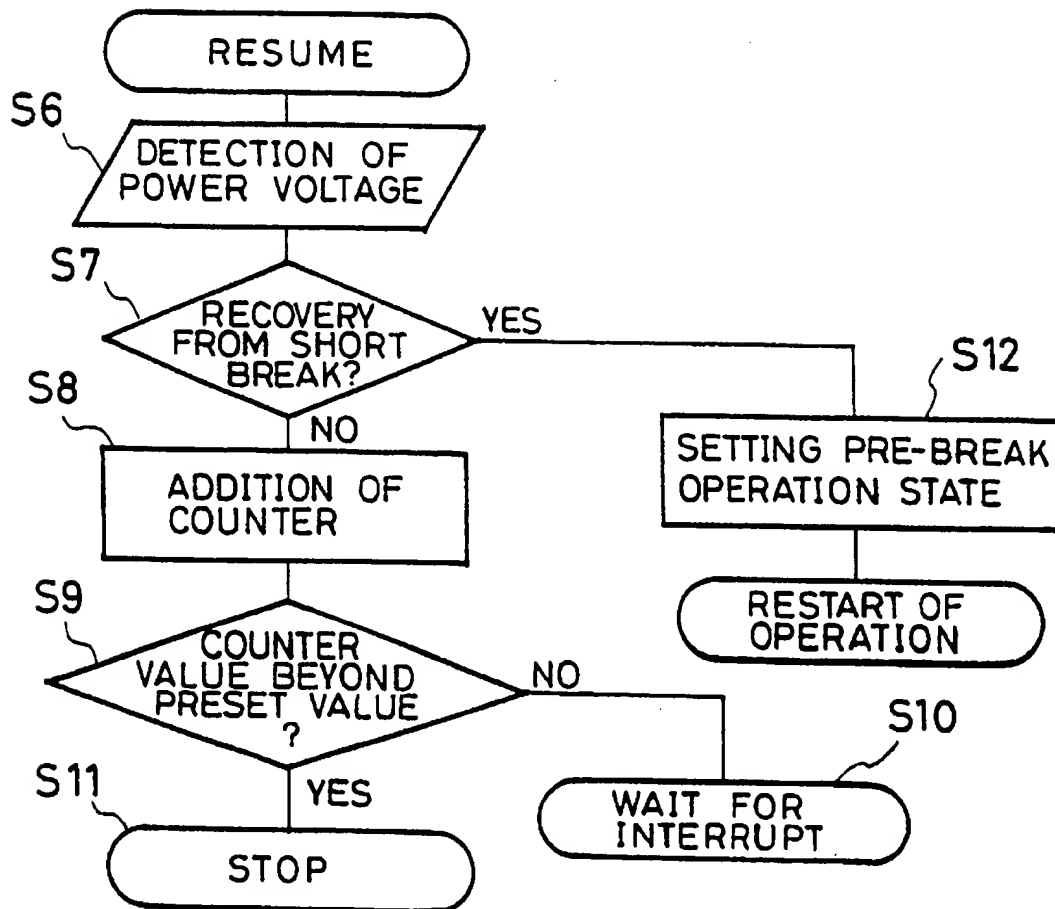 RESUME
S6
DETECTION OF
POWER VOLTAGE
S7
RECOVERY
FROM SHORT
BREAK?
YES
S12
SETTING PRE-BREAK
OPERATION STATE
RESTART OF
OPERATION
NO
S8
ADDITION OF
COUNTER
S9
COUNTER
VALUE BEYOND
PRESET VALUE
?
NO
S10
WAIT FOR
INTERRUPT
YES
S11
STOP